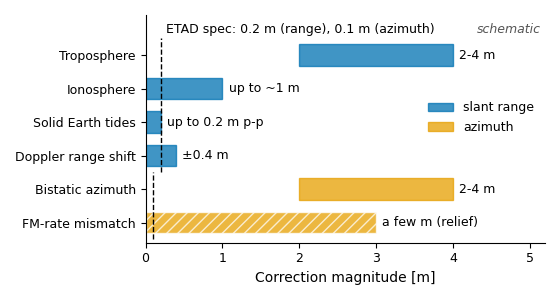 ETAD spec: 0.2 m (range), 0.1 m (azimuth)
schematic
Troposphere
2-4 m
Ionosphere
up to ~1 m
slant range
azimuth
Solid Earth tides
up to 0.2 m p-p
Doppler range shift
±0.4 m
Bistatic azimuth
2-4 m
FM-rate mismatch
a few m (relief)
0 1 2 3 4 5
Correction magnitude [m]